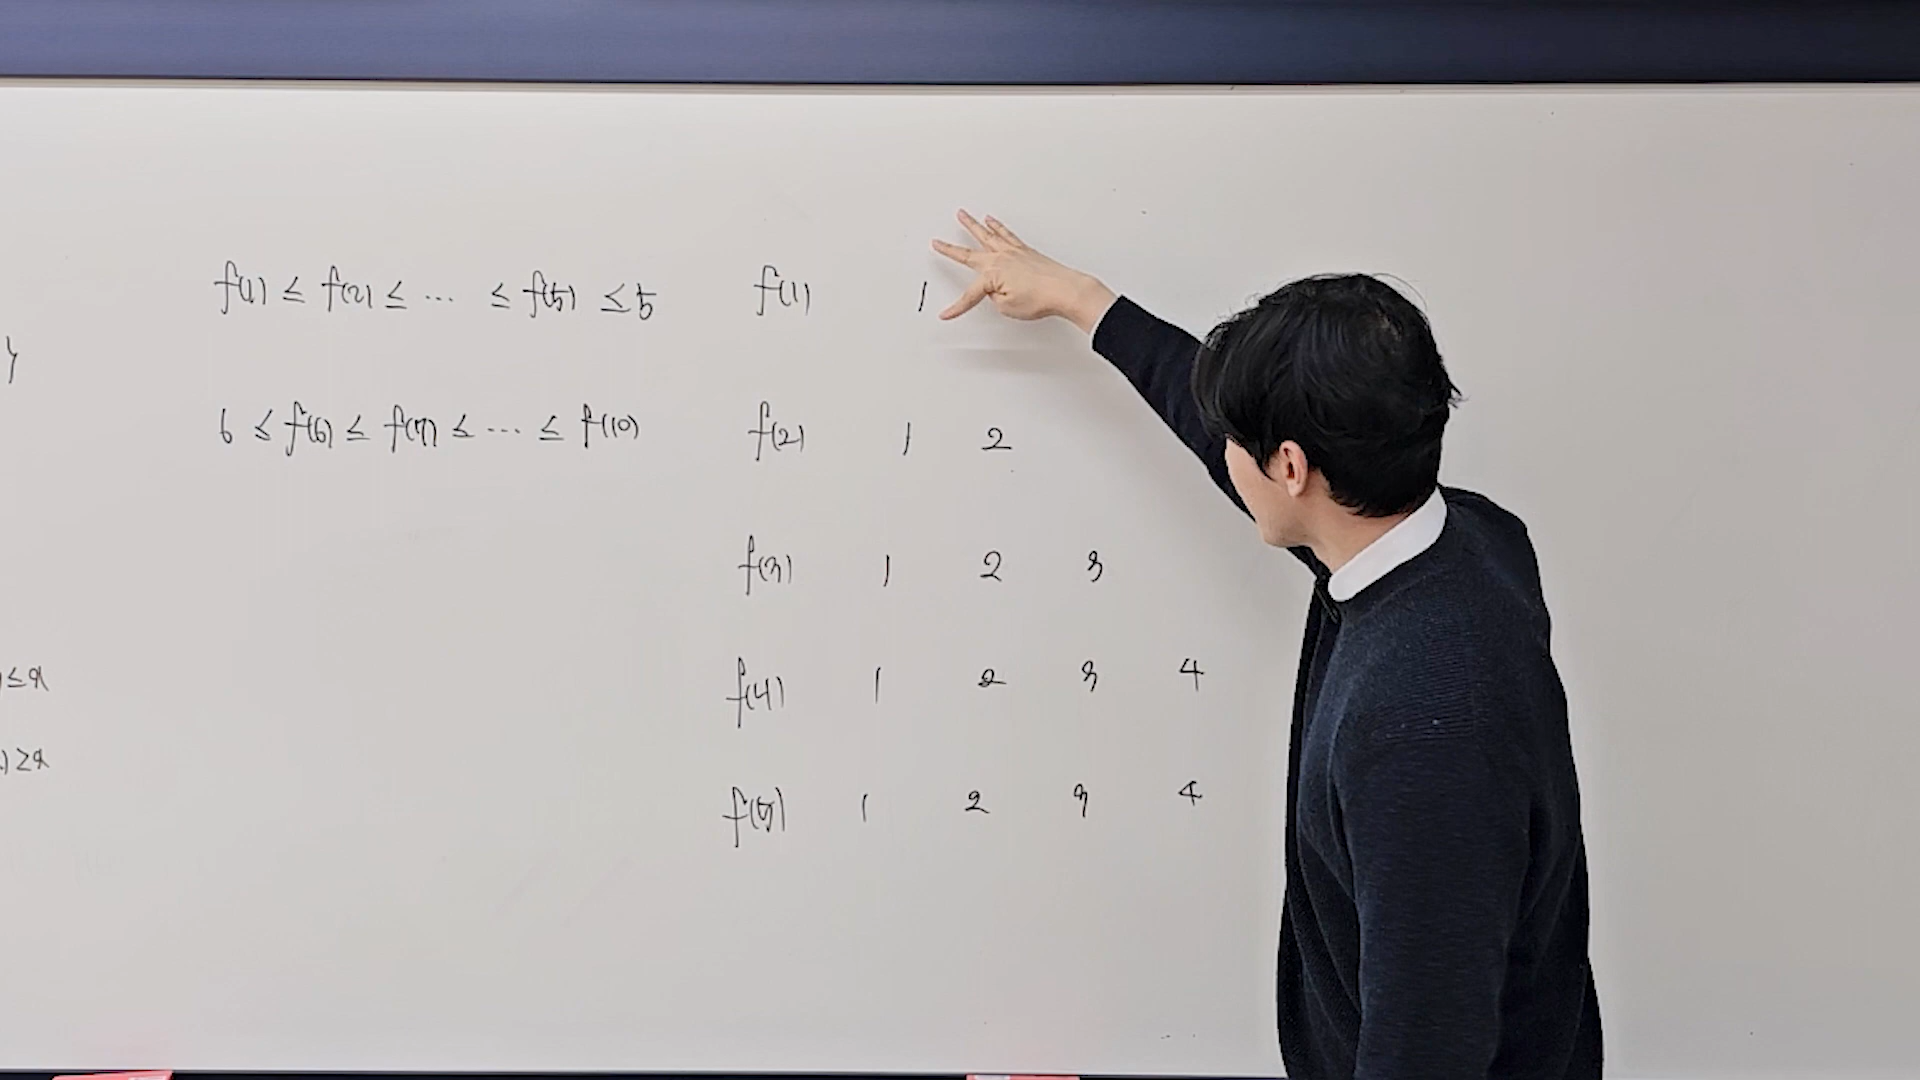 }
f(1) ≤ f(2) ≤ ... ≤ f(5) ≤ 5
6 ≤ f(6) ≤ f(7) ≤ ... ≤ f(10)
) ≤ x
) ≥ x
f(1) 1
f(2) 1 2
f(3) 1 2 3
f(4) 1 2 3 4
f(5) 1 2 3 4